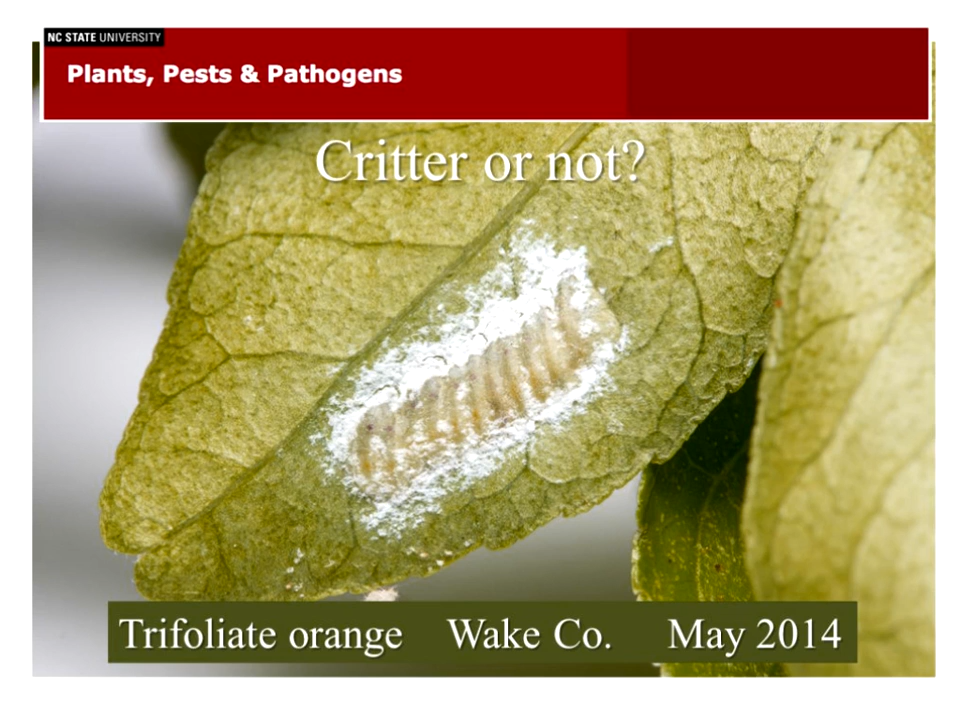 NC STATE UNIVERSITY
Plants, Pests & Pathogens
Critter or not?
Trifoliate orange Wake Co. May 2014